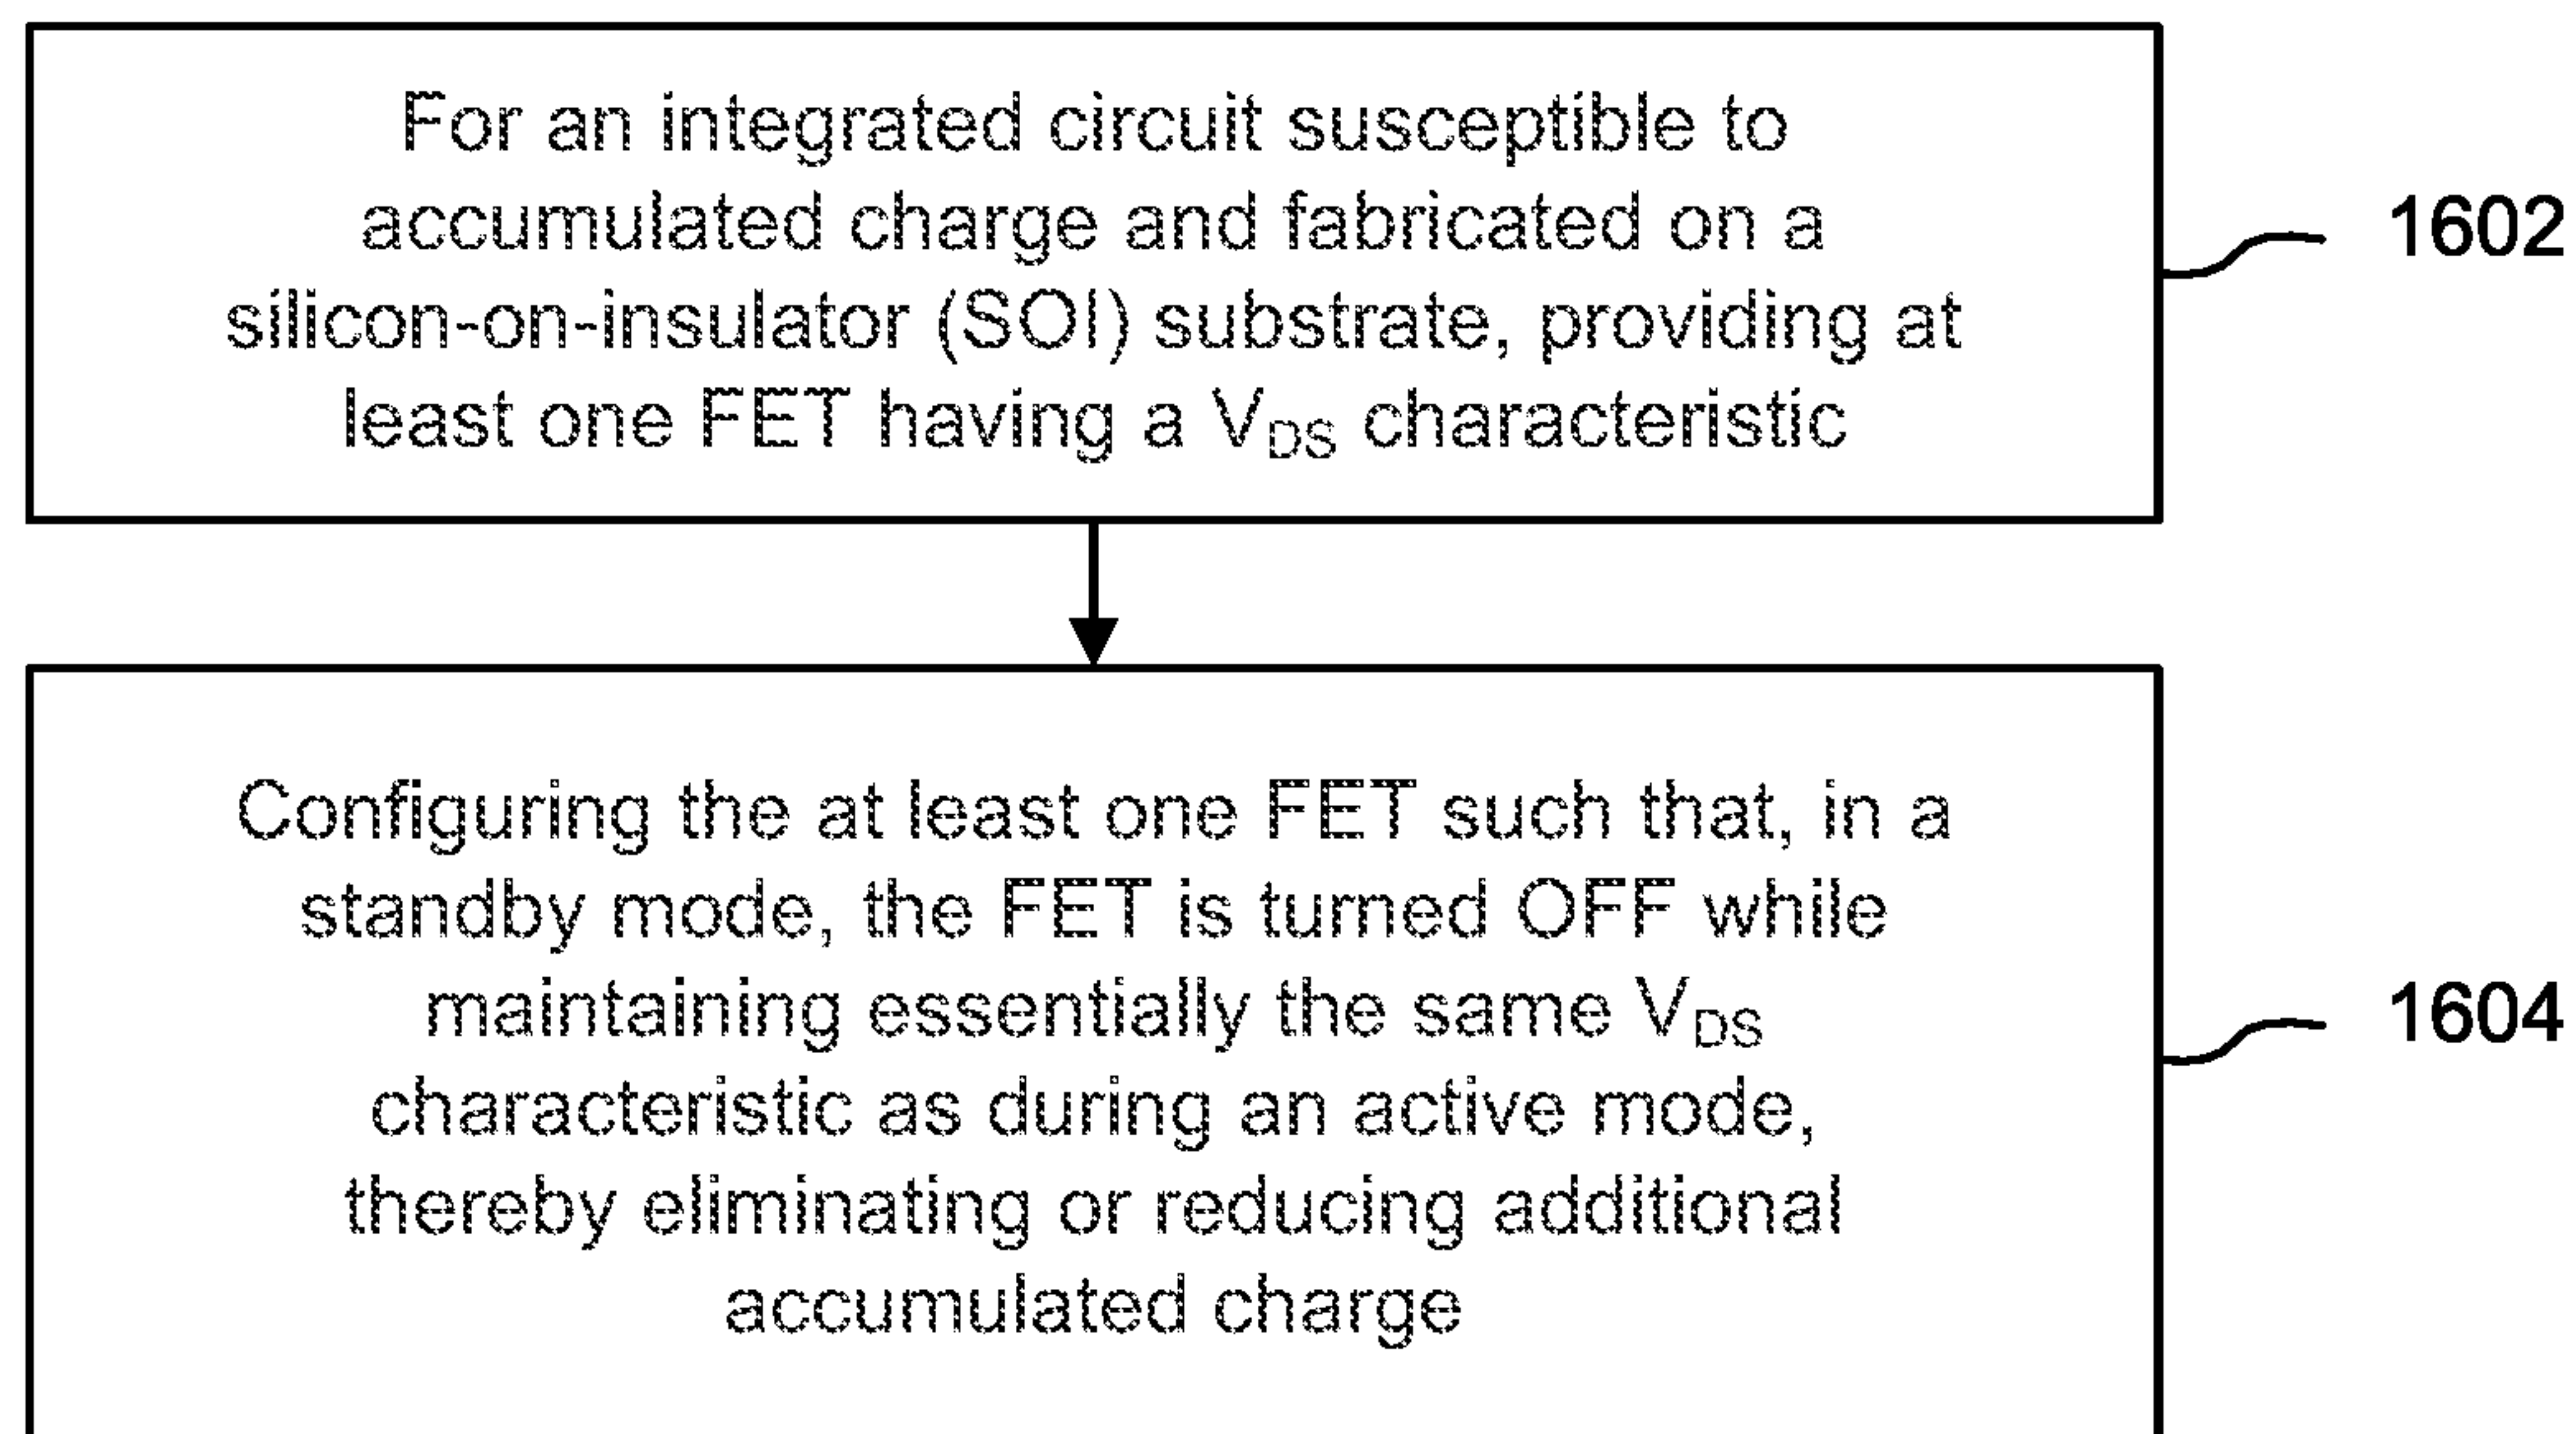 For an integrated circuit susceptible to
accumulated charge and fabricated on a
silicon-on-insulator (SOI) substrate, providing at
least one FET having a VDS characteristic
1602
Configuring the at least one FET such that, in a
standby mode, the FET is turned OFF while
maintaining essentially the same VDS
characteristic as during an active mode,
thereby eliminating or reducing additional
accumulated charge
1604